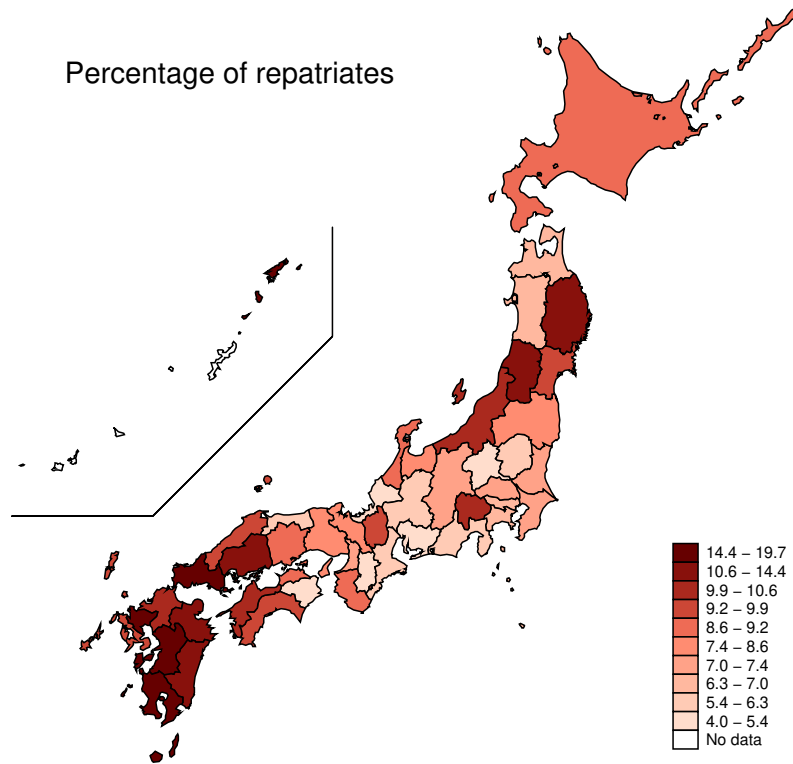 Percentage of repatriates
14.4 − 19.7
10.6 − 14.4
9.9 − 10.6
9.2 − 9.9
8.6 − 9.2
7.4 − 8.6
7.0 − 7.4
6.3 − 7.0
5.4 − 6.3
4.0 − 5.4
No data